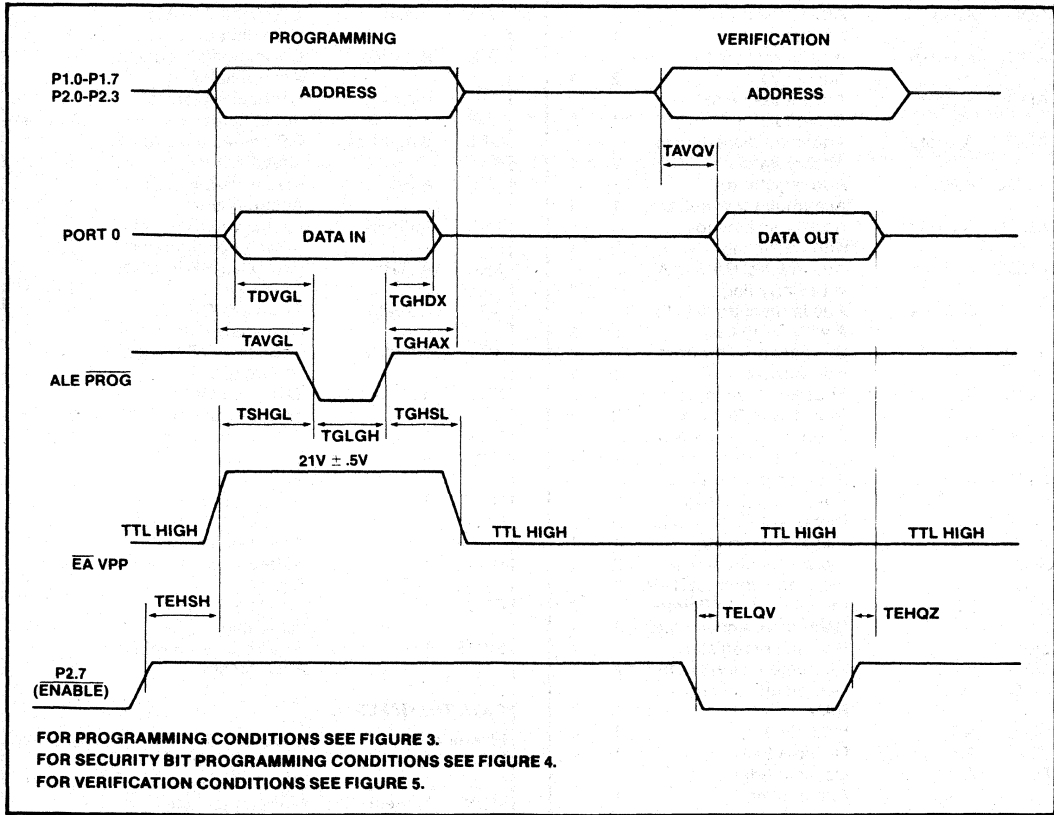 PROGRAMMING VERIFICATION
P1.0-P1.7
P2.0-P2.3
ADDRESS ADDRESS
TAVQV
PORT 0 DATA IN DATA OUT
TDVGL TGHDX
TAVGL TGHAX
ALE PROG
TSHGL TGLGH TGHSL
21V ± .5V
TTL HIGH TTL HIGH TTL HIGH TTL HIGH
EA VPP
TEHSH TELQV TEHQZ
P2.7
(ENABLE)
FOR PROGRAMMING CONDITIONS SEE FIGURE 3.
FOR SECURITY BIT PROGRAMMING CONDITIONS SEE FIGURE 4.
FOR VERIFICATION CONDITIONS SEE FIGURE 5.